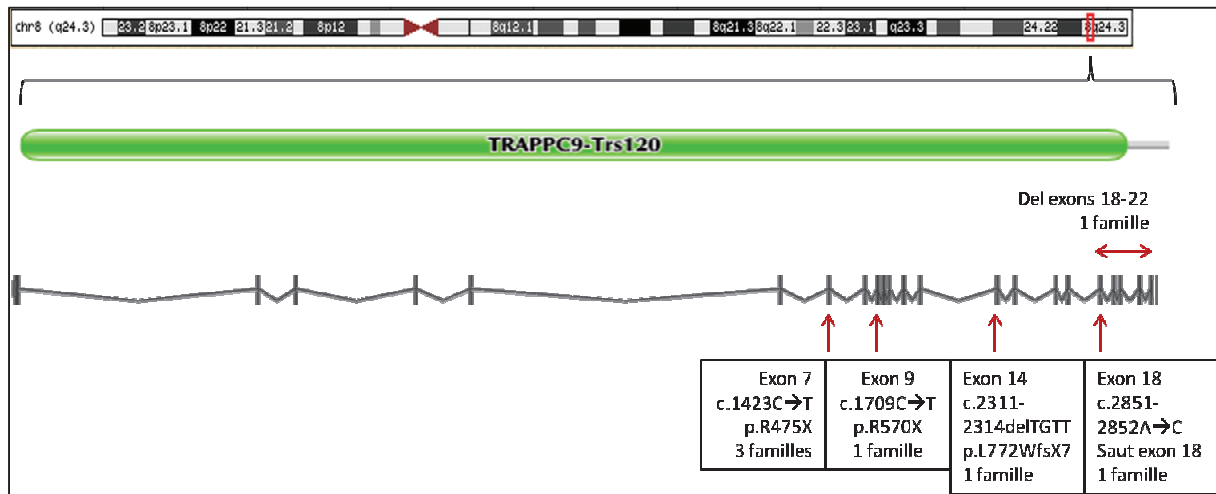 chr8 (q24.3) 23.2 8p23.1 8p22 21.3 21.2 8p12 8q12.1 8q21.3 8q22.1 22.3 23.1 q23.3 24.22 8q24.3
TRAPPC9-Trs120
Del exons 18-22
1 famille
Exon 7
c.1423C→T
p.R475X
3 familles
Exon 9
c.1709C→T
p.R570X
1 famille
Exon 14
c.2311-
2314delTGTT
p.L772WfsX7
1 famille
Exon 18
c.2851-
2852A→C
Saut exon 18
1 famille